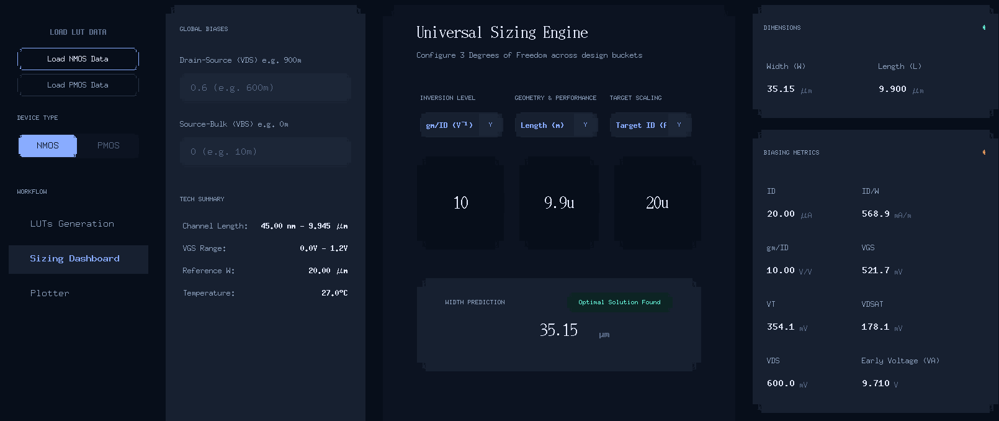 LOAD LUT DATA
Load NMOS Data
Load PMOS Data
DEVICE TYPE
NMOS PMOS
WORKFLOW
LUTs Generation
Sizing Dashboard
Plotter
GLOBAL BIASES
Drain-Source (VDS) e.g. 900m
0.6 (e.g. 600m)
Source-Bulk (VBS) e.g. 0m
0 (e.g. 10m)
TECH SUMMARY
Channel Length: 45.00 nm – 9.945 μm
VGS Range: 0.0V – 1.2V
Reference W: 20.00 μm
Temperature: 27.0°C
Universal Sizing Engine
Configure 3 Degrees of Freedom across design buckets
INVERSION LEVEL GEOMETRY & PERFORMANCE TARGET SCALING
gm/ID (V⁻¹) Y Length (m) Y Target ID (A Y
10 9.9u 20u
WIDTH PREDICTION Optimal Solution Found
35.15 μm
DIMENSIONS
Width (W) Length (L)
35.15 μm 9.900 μm
BIASING METRICS
ID ID/W
20.00 μA 568.9 mA/m
gm/ID VGS
10.00 V/V 521.7 mV
VT VDSAT
354.1 mV 178.1 mV
VDS Early Voltage (VA)
600.0 mV 9.710 V